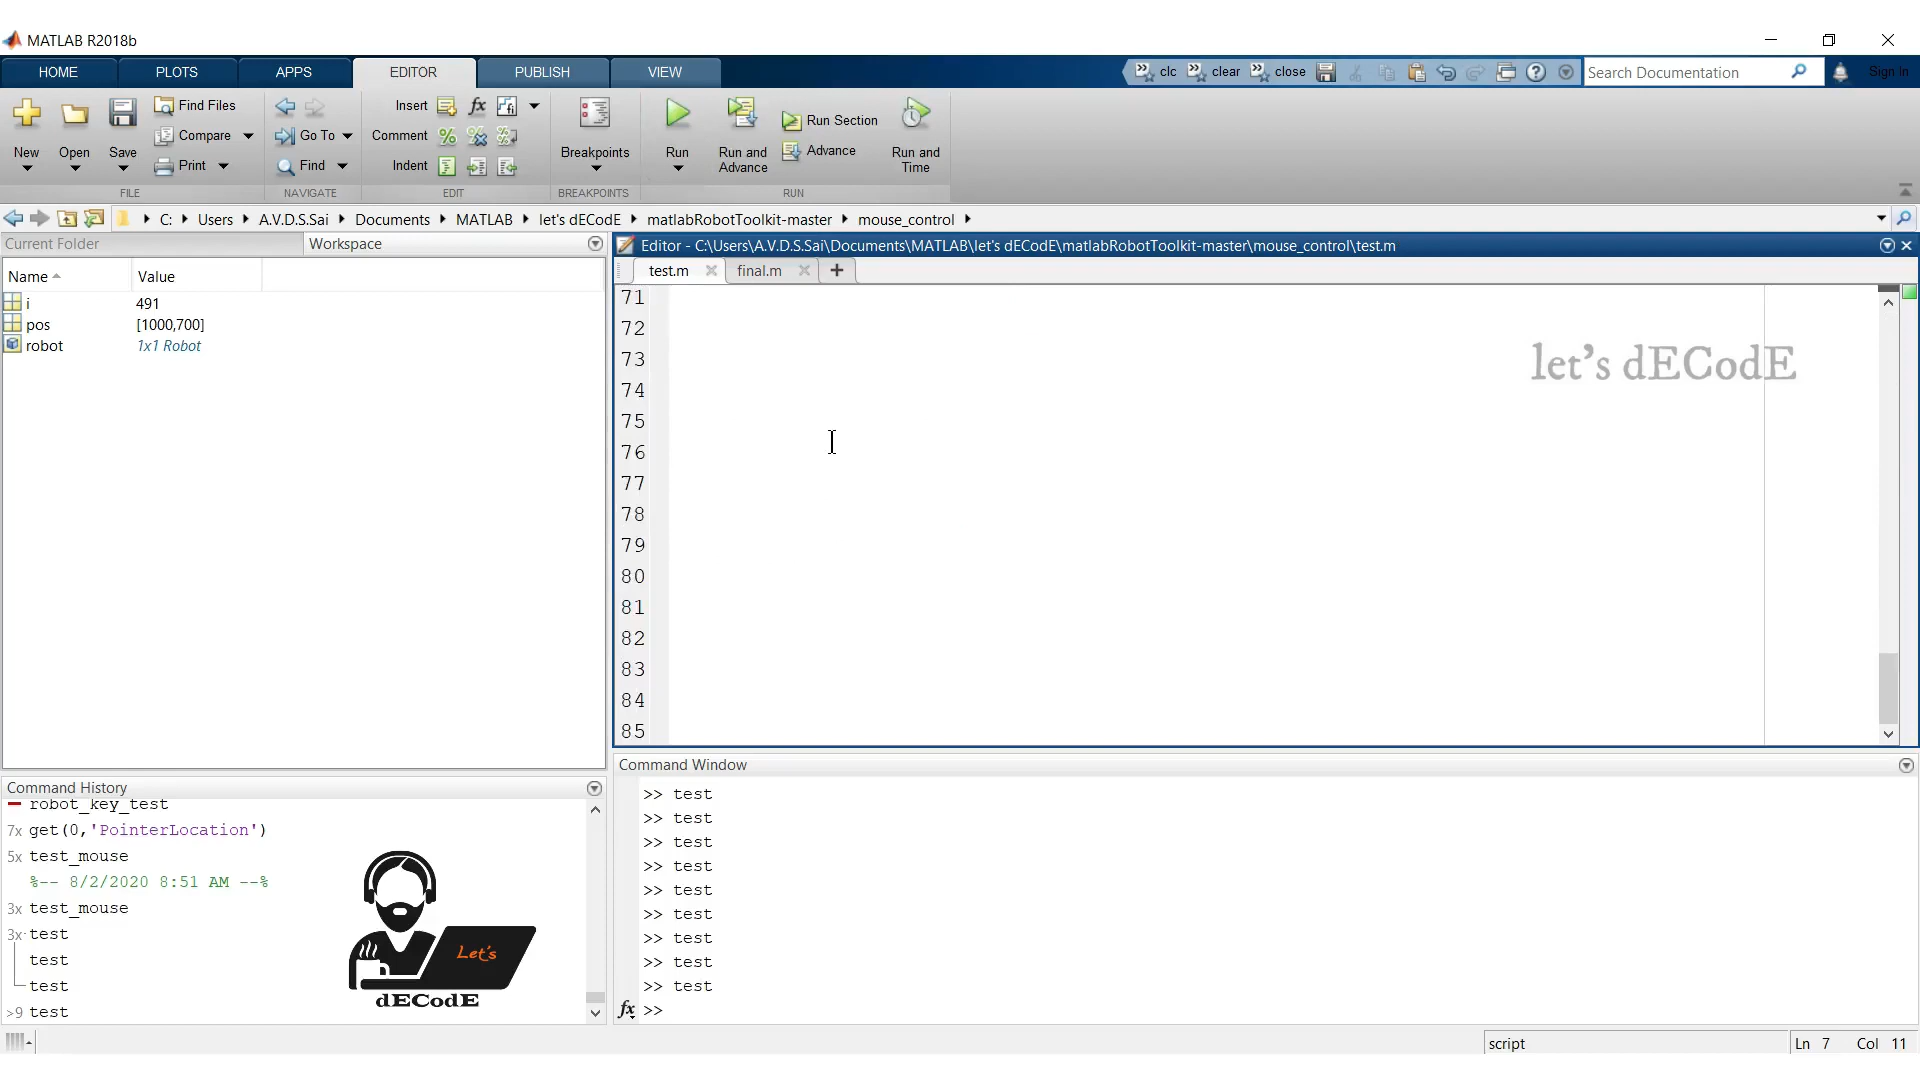 MATLAB R2018b
HOME PLOTS APPS EDITOR PUBLISH VIEW clc clear close Search Documentation Sign In
New Open Save Find Files Compare Print Go To Find Insert Comment Indent Breakpoints Run Run and Advance Run Section Advance Run and Time
FILE NAVIGATE EDIT BREAKPOINTS RUN
C: Users A.V.D.S.Sai Documents MATLAB let's dECodE matlabRobotToolkit-master mouse_control
Current Folder Workspace
Name Value
i 491
pos [1000,700]
robot 1x1 Robot
Editor - C:\Users\A.V.D.S.Sai\Documents\MATLAB\let's dECodE\matlabRobotToolkit-master\mouse_control\test.m
test.m final.m
71
72
73
let's dECodE
74
75
76
77
78
79
80
81
82
83
84
85
Command History
robot_key_test
7x get(0,'PointerLocation')
5x test_mouse
%-- 8/2/2020 8:51 AM --%
3x test_mouse
3x test
test
test
>9 test
Let's
dECodE
Command Window
>> test
>> test
>> test
>> test
>> test
>> test
>> test
>> test
>> test
fx >>
script Ln 7 Col 11